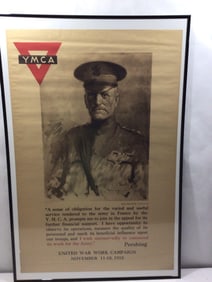 YMCA
"A sense of obligation for the varied and useful
service rendered to the army in France by the
Y. M. C. A. prompts me to join in the appeal for its
further financial support. I have opportunity to
observe its operations, measure the quality of its
personnel and mark its beneficial influence upon
our troops, and I wish unreservedly to commend
its work for the Army."
Pershing
UNITED WAR WORK CAMPAIGN
NOVEMBER 11-18, 1918.